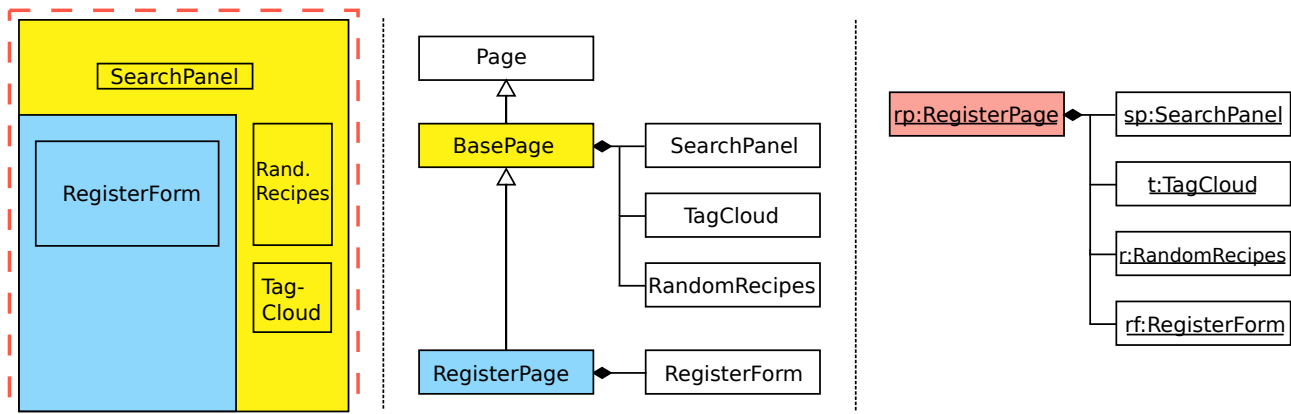 SearchPanel
RegisterForm
Rand.
Recipes
Tag-
Cloud
Page
BasePage
SearchPanel
TagCloud
RandomRecipes
RegisterPage
RegisterForm
rp:RegisterPage
sp:SearchPanel
t:TagCloud
r:RandomRecipes
rf:RegisterForm